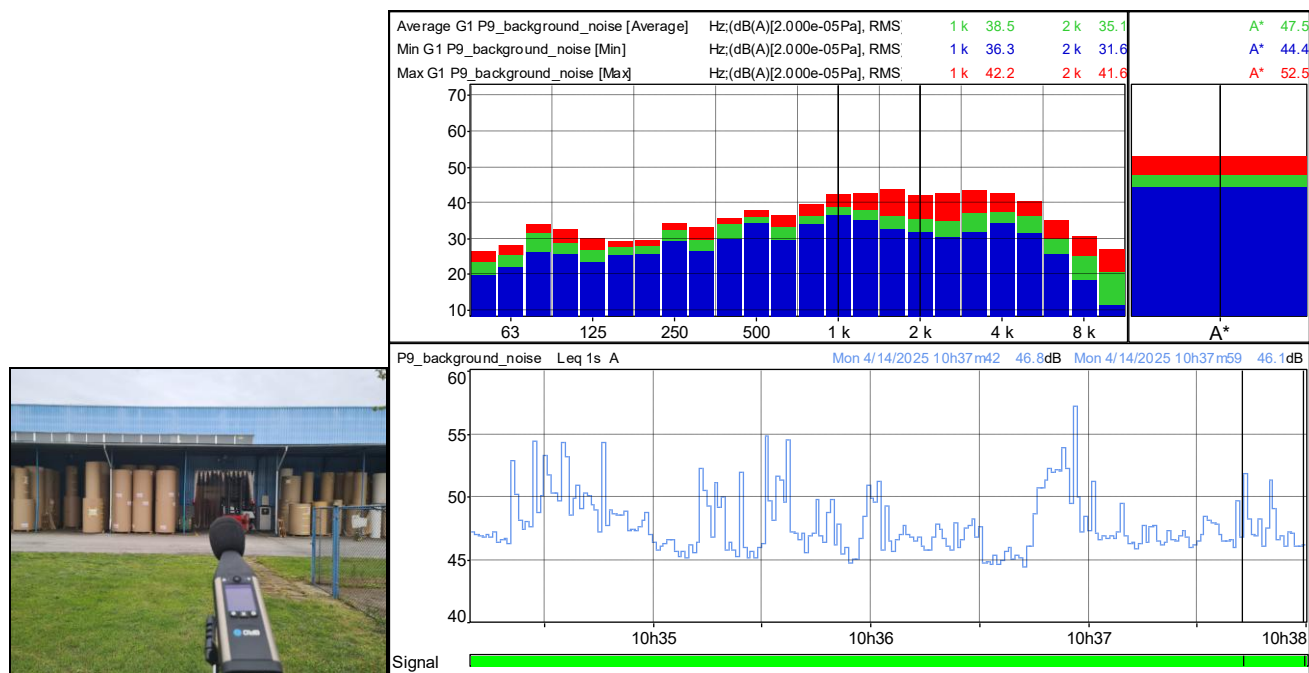 Average G1 P9_background_noise [Average] Hz;(dB(A)[2.000e-05Pa], RMS) 1 k 38.5 2 k 35.1 A* 47.5
Min G1 P9_background_noise [Min] Hz;(dB(A)[2.000e-05Pa], RMS) 1 k 36.3 2 k 31.6 A* 44.4
Max G1 P9_background_noise [Max] Hz;(dB(A)[2.000e-05Pa], RMS) 1 k 42.2 2 k 41.6 A* 52.5
70
60
50
40
30
20
10
63 125 250 500 1 k 2 k 4 k 8 k A*
P9_background_noise Leq 1s A Mon 4/14/2025 10h37m42 46.8dB Mon 4/14/2025 10h37m59 46.1dB
60
55
50
45
40
10h35 10h36 10h37 10h38
Signal